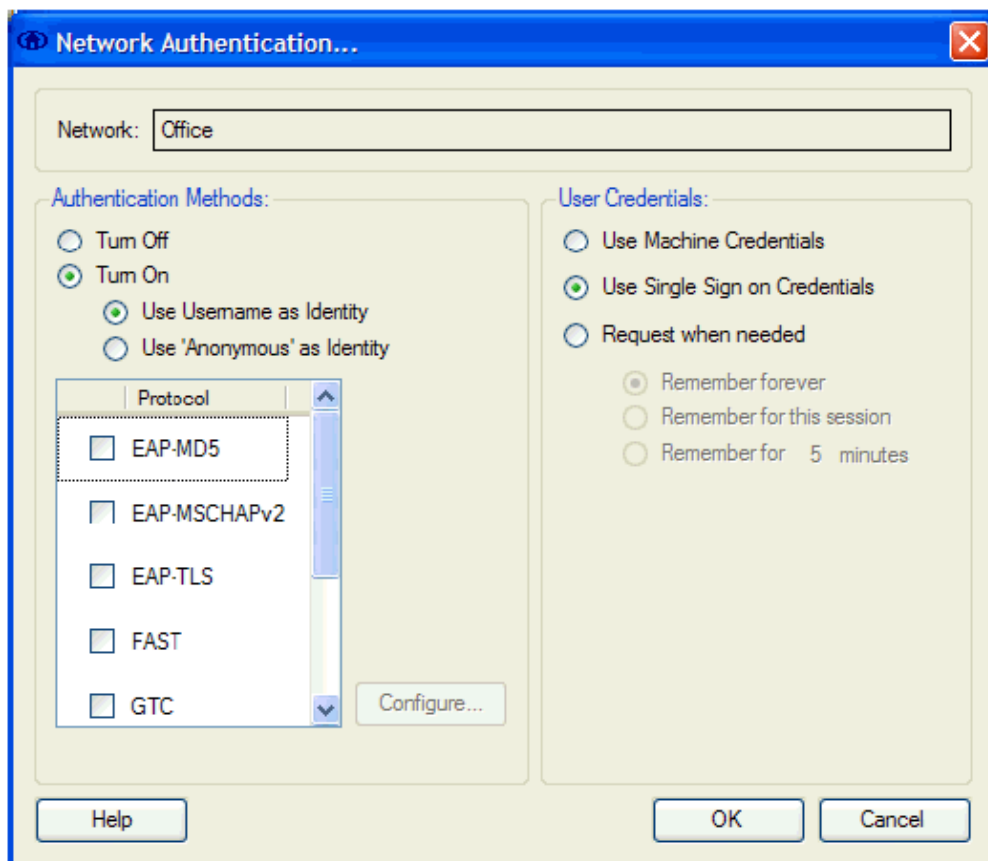 Network Authentication...
Network: Office
Authentication Methods:
Turn Off
Turn On
Use Username as Identity
Use 'Anonymous' as Identity
Protocol
EAP-MD5
EAP-MSCHAPv2
EAP-TLS
FAST
GTC
Configure...
User Credentials:
Use Machine Credentials
Use Single Sign on Credentials
Request when needed
Remember forever
Remember for this session
Remember for 5 minutes
Help
OK
Cancel